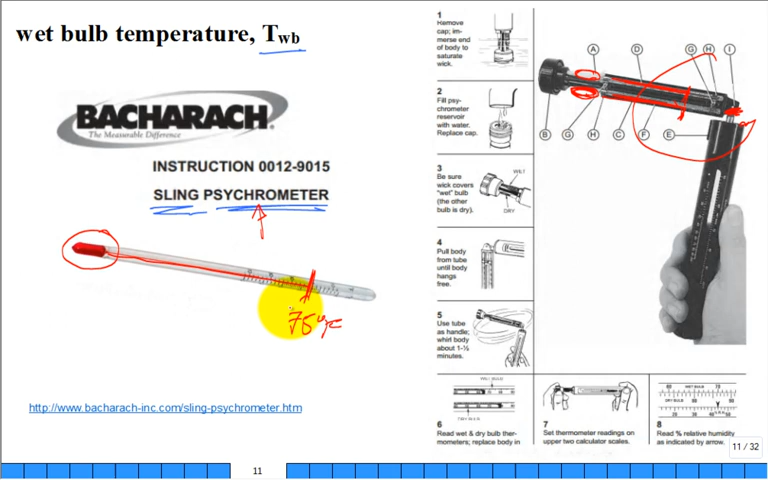 wet bulb temperature, Twb
BACHARACH®
The Measurable Difference
INSTRUCTION 0012-9015
SLING PSYCHROMETER
http://www.bacharach-inc.com/sling-psychrometer.htm
1
Remove
cap; im-
merse end
of body to
saturate
wick.
2
Fill psy-
chrometer
reservoir
with water.
Replace cap.
3
Be sure
wick covers
"wet" bulb
(the other
bulb is dry).
WET
DRY
4
Pull body
from tube
until body
hangs
free.
5
Use tube
as handle;
whirl body
about 1-½
minutes.
WET BULB
6
Read wet & dry bulb ther-
mometers; replace body in
7
Set thermometer readings on
upper two calculator scales.
WET BULB
DRY BULB
8
Read % relative humidity
as indicated by arrow.
A
D
G
H
I
B
G
H
C
F
E
11 / 32
11